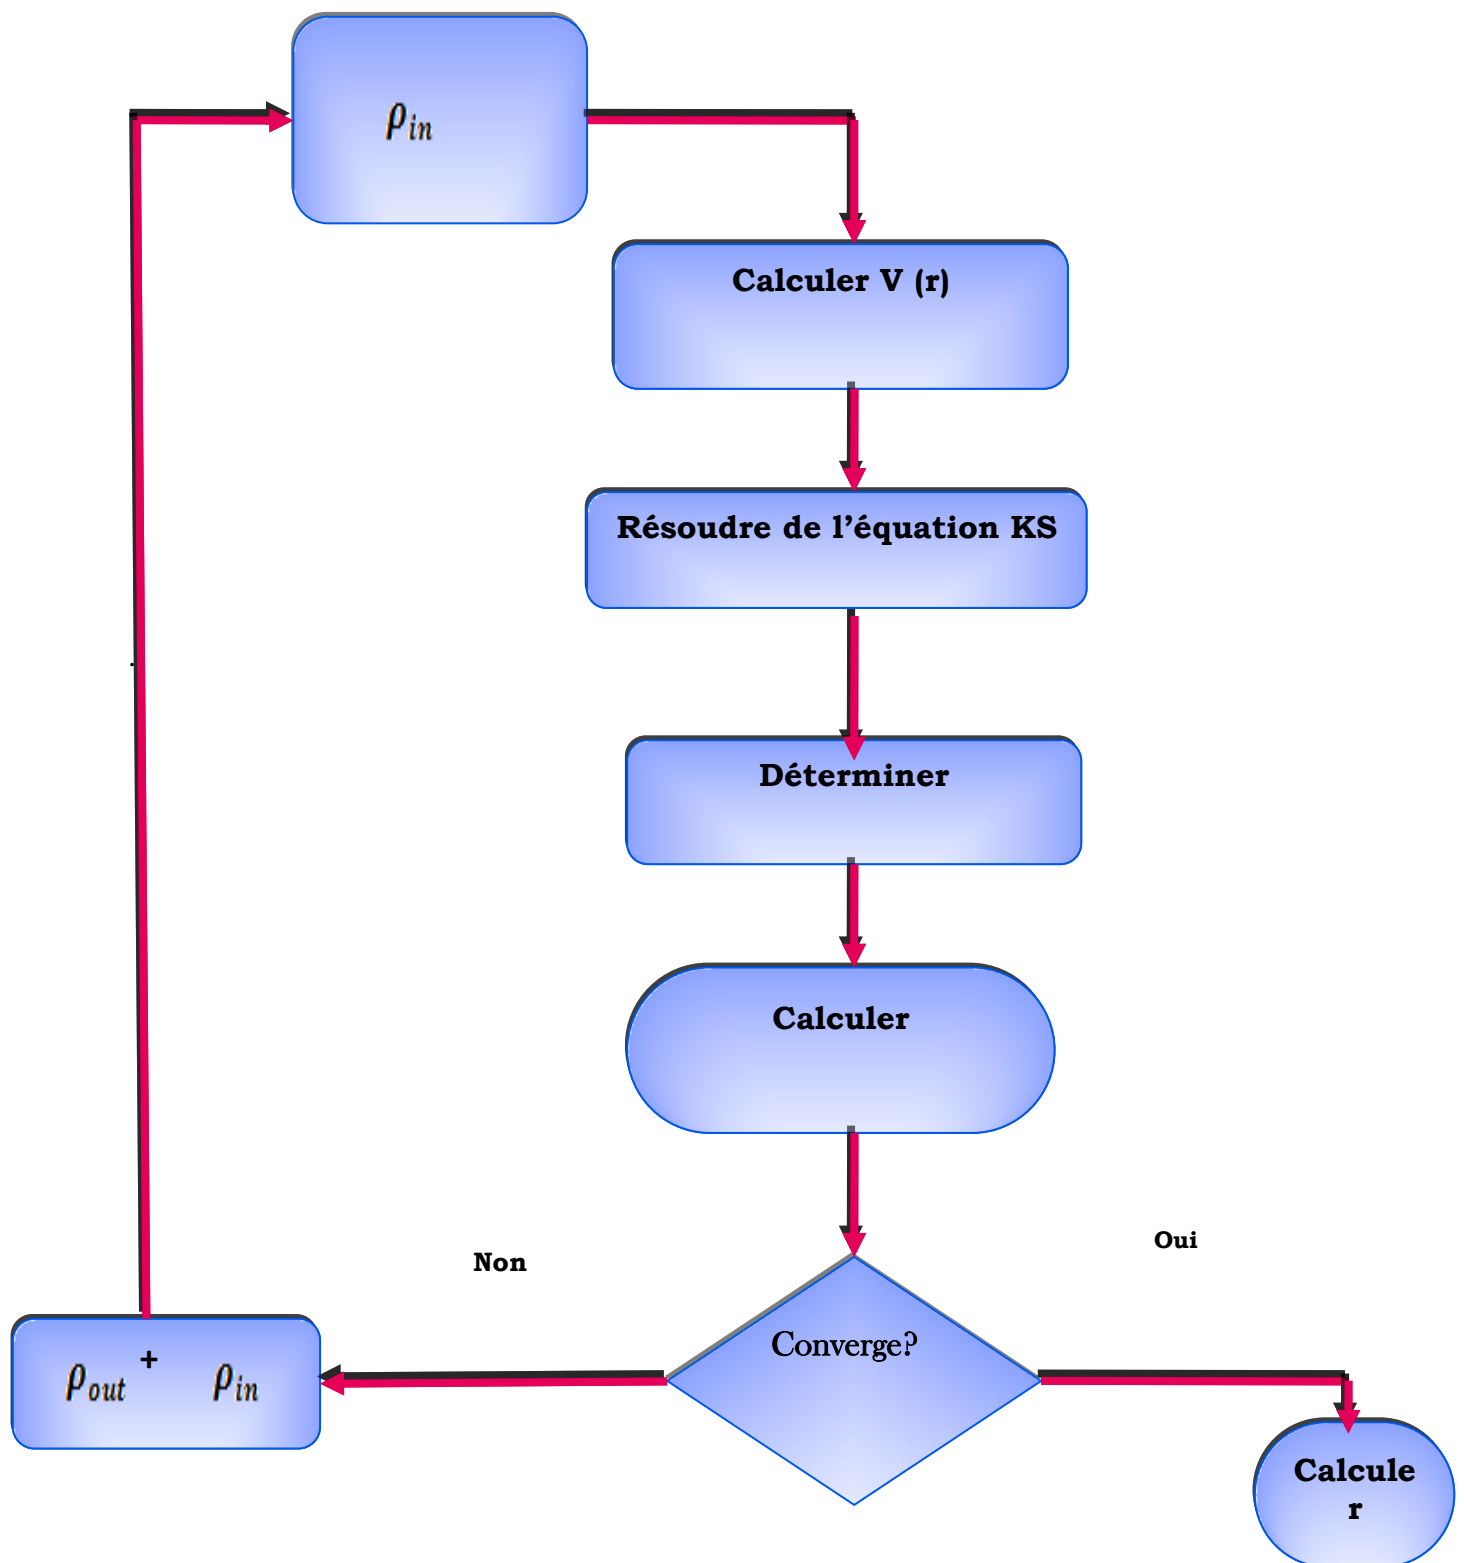 ρin
Calculer V (r)
Résoudre de l’équation KS
Déterminer
Calculer
Oui
Non
Converge?
ρout + ρin
Calcule
r